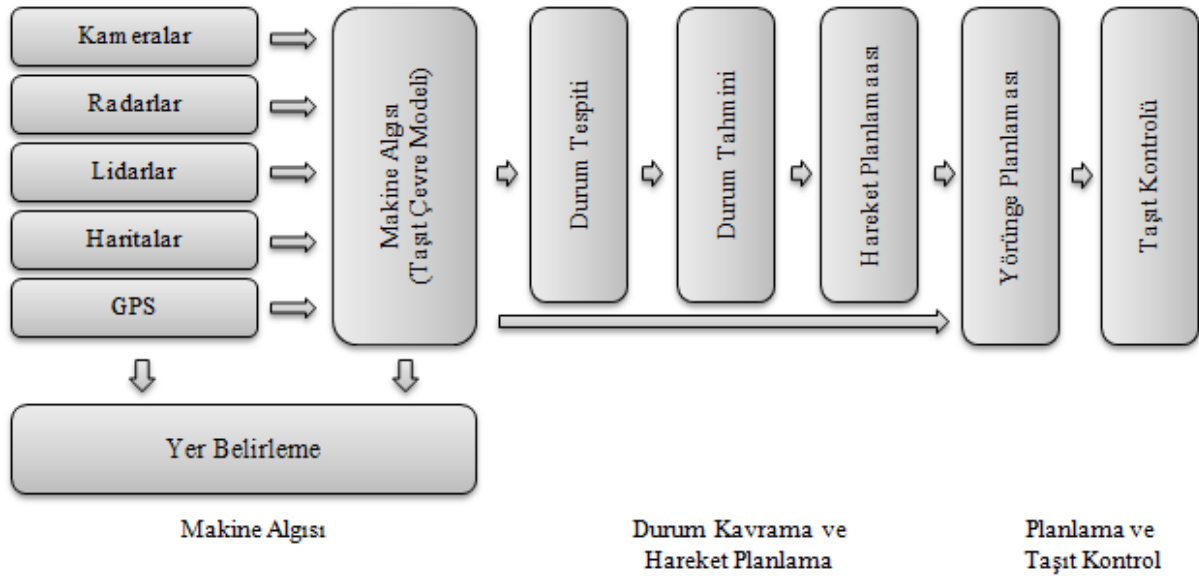 Kameralar
Radarlar
Lidarlar
Haritalar
GPS
Makine Algısı
(Taşıt Çevre Modeli)
Durum Tespiti
Durum Tahmini
Hareket Planlamaası
Yörünge Planlaması
Taşıt Kontrolü
Yer Belirleme
Makine Algısı
Durum Kavrama ve
Hareket Planlama
Planlama ve
Taşıt Kontrol